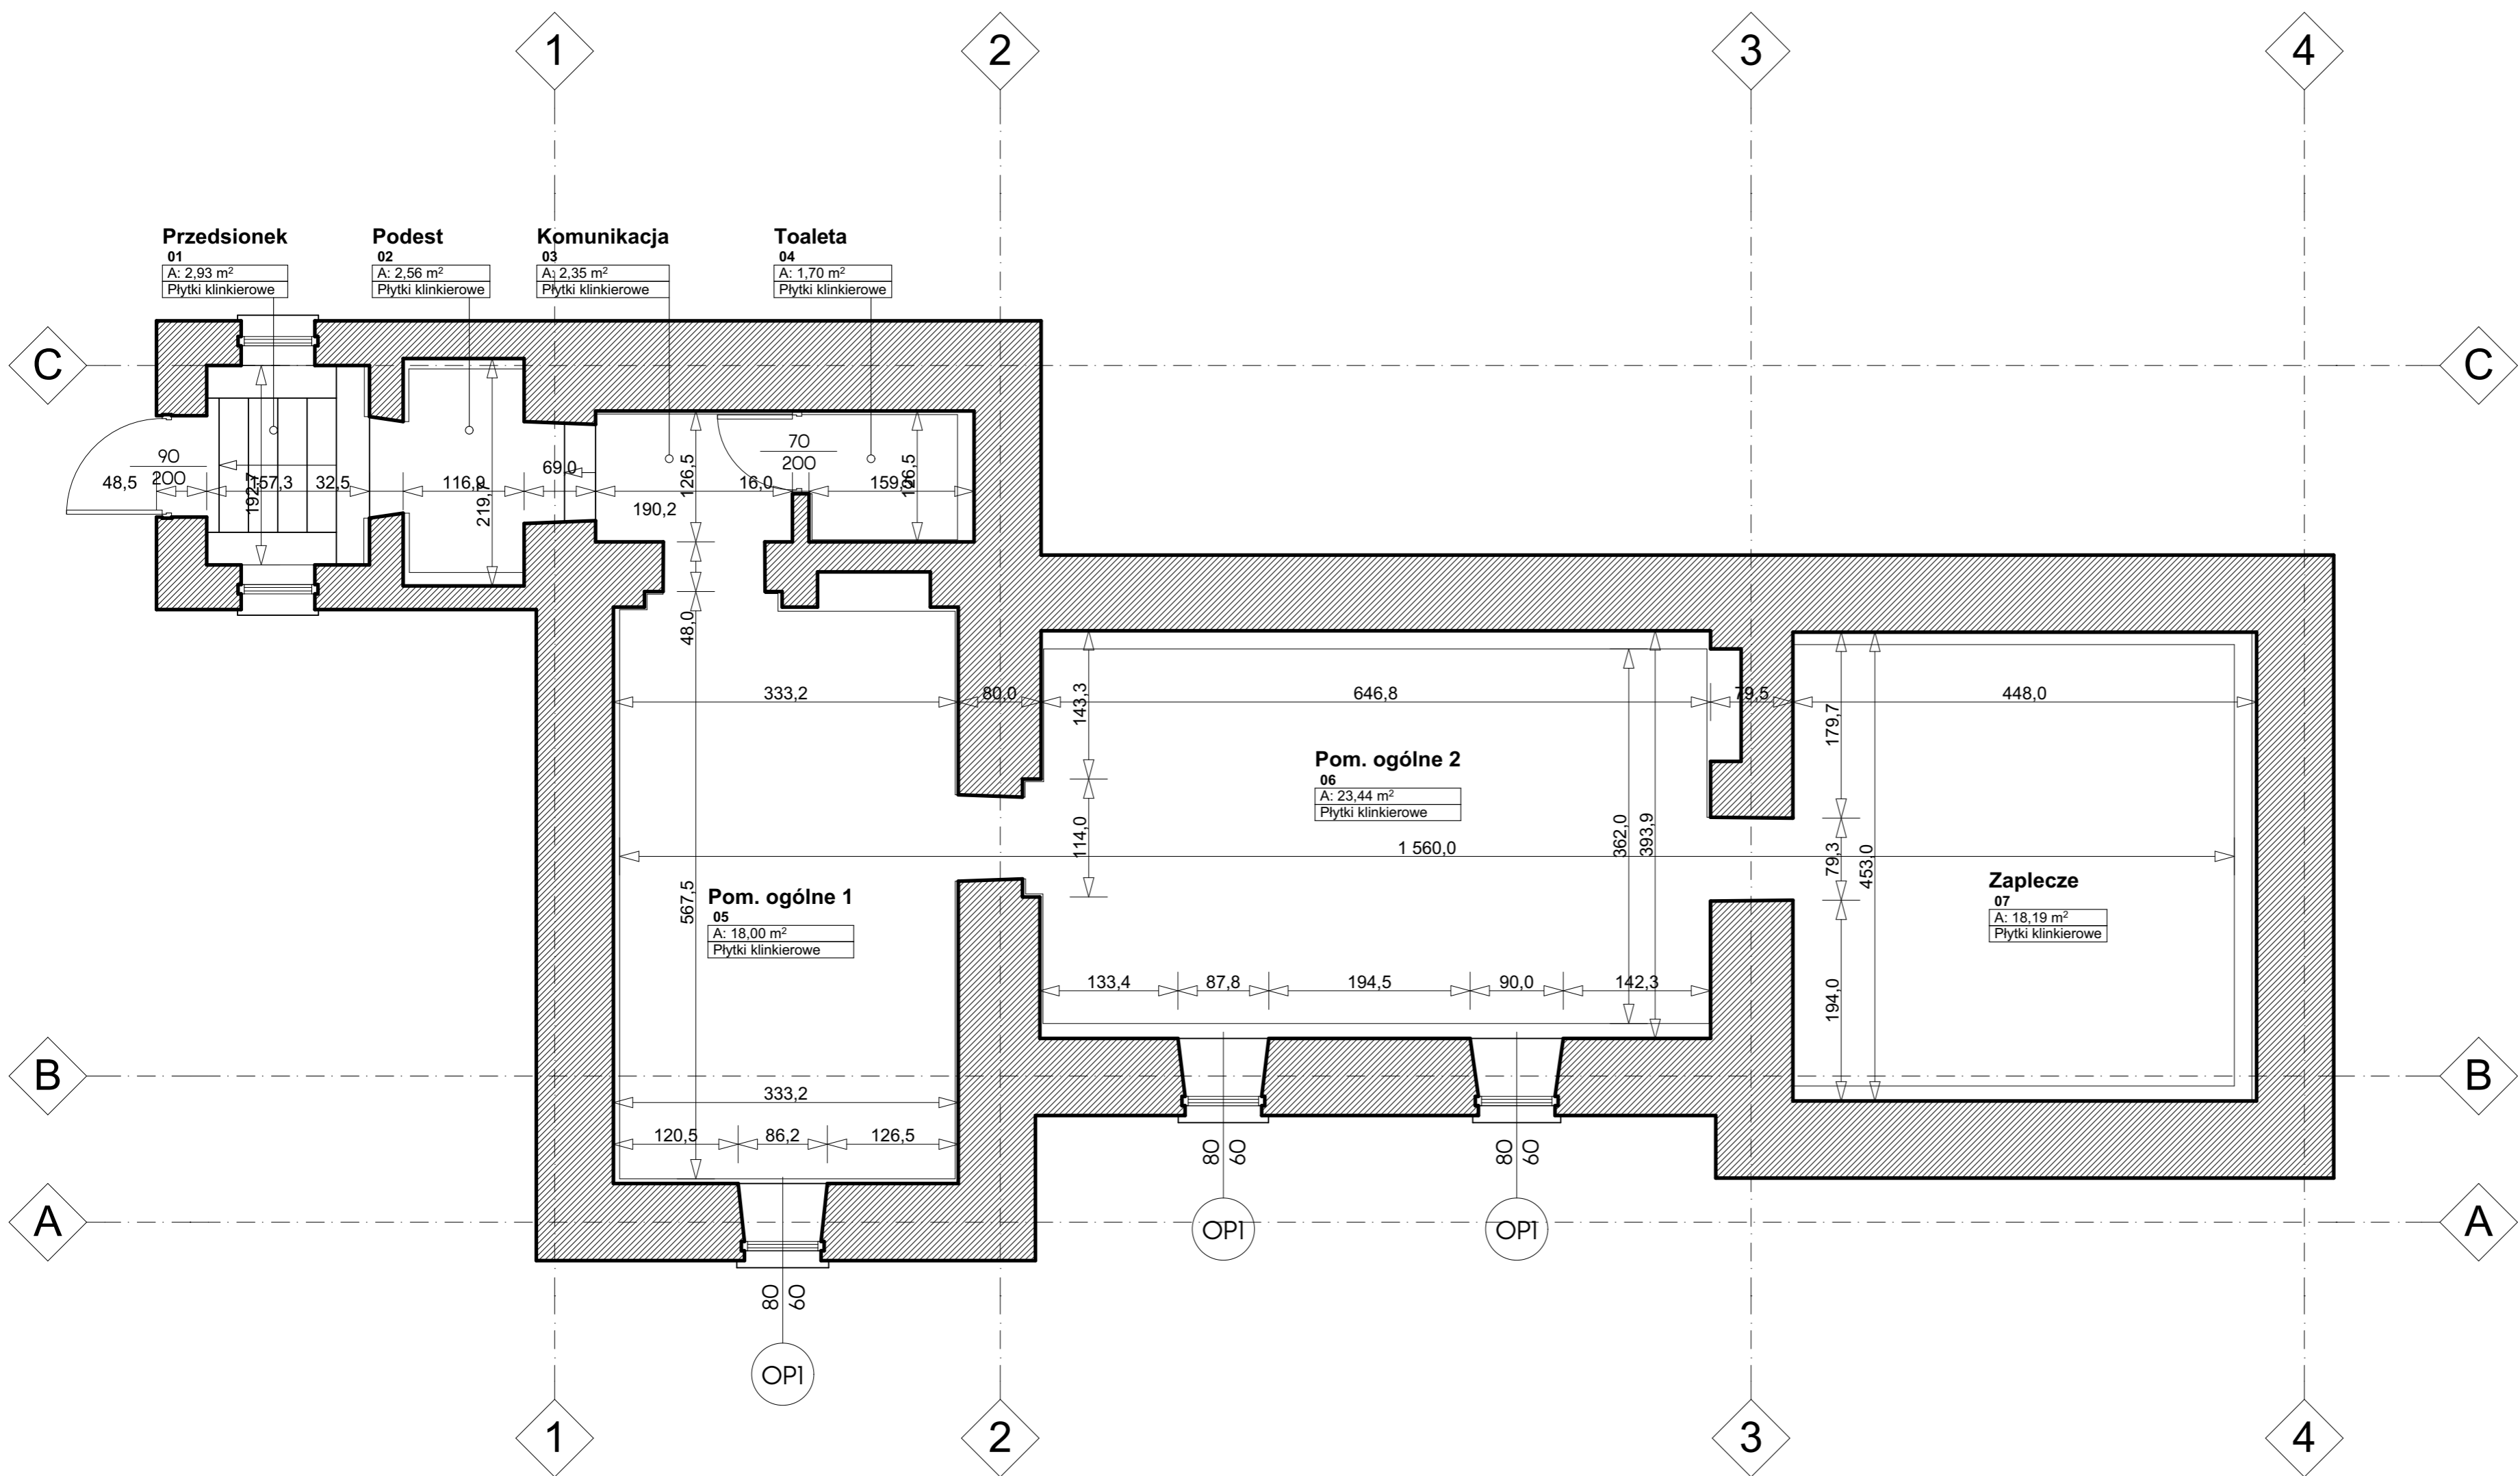 1
2
3
4
Przedsionek
01
A: 2,93 m²
Płytki klinkierowe
Podest
02
A: 2,56 m²
Płytki klinkierowe
Komunikacja
03
A: 2,35 m²
Płytki klinkierowe
Toaleta
04
A: 1,70 m²
Płytki klinkierowe
C
C
90
200
70
200
48,5
157,3
32,5
192,7
116,9
219,7
69,0
190,2
126,5
16,0
126,5
48,0
333,2
80,0
646,8
79,5
448,0
143,3
179,7
Pom. ogólne 2
06
A: 23,44 m²
Płytki klinkierowe
114,0
362,0
393,9
1 560,0
79,3
453,0
Zaplecze
07
A: 18,19 m²
Płytki klinkierowe
567,5
Pom. ogólne 1
05
A: 18,00 m²
Płytki klinkierowe
133,4
87,8
194,5
90,0
142,3
194,0
B
B
333,2
120,5
86,2
126,5
80
60
80
60
A
A
OP1
OP1
80
60
OP1
1
2
3
4